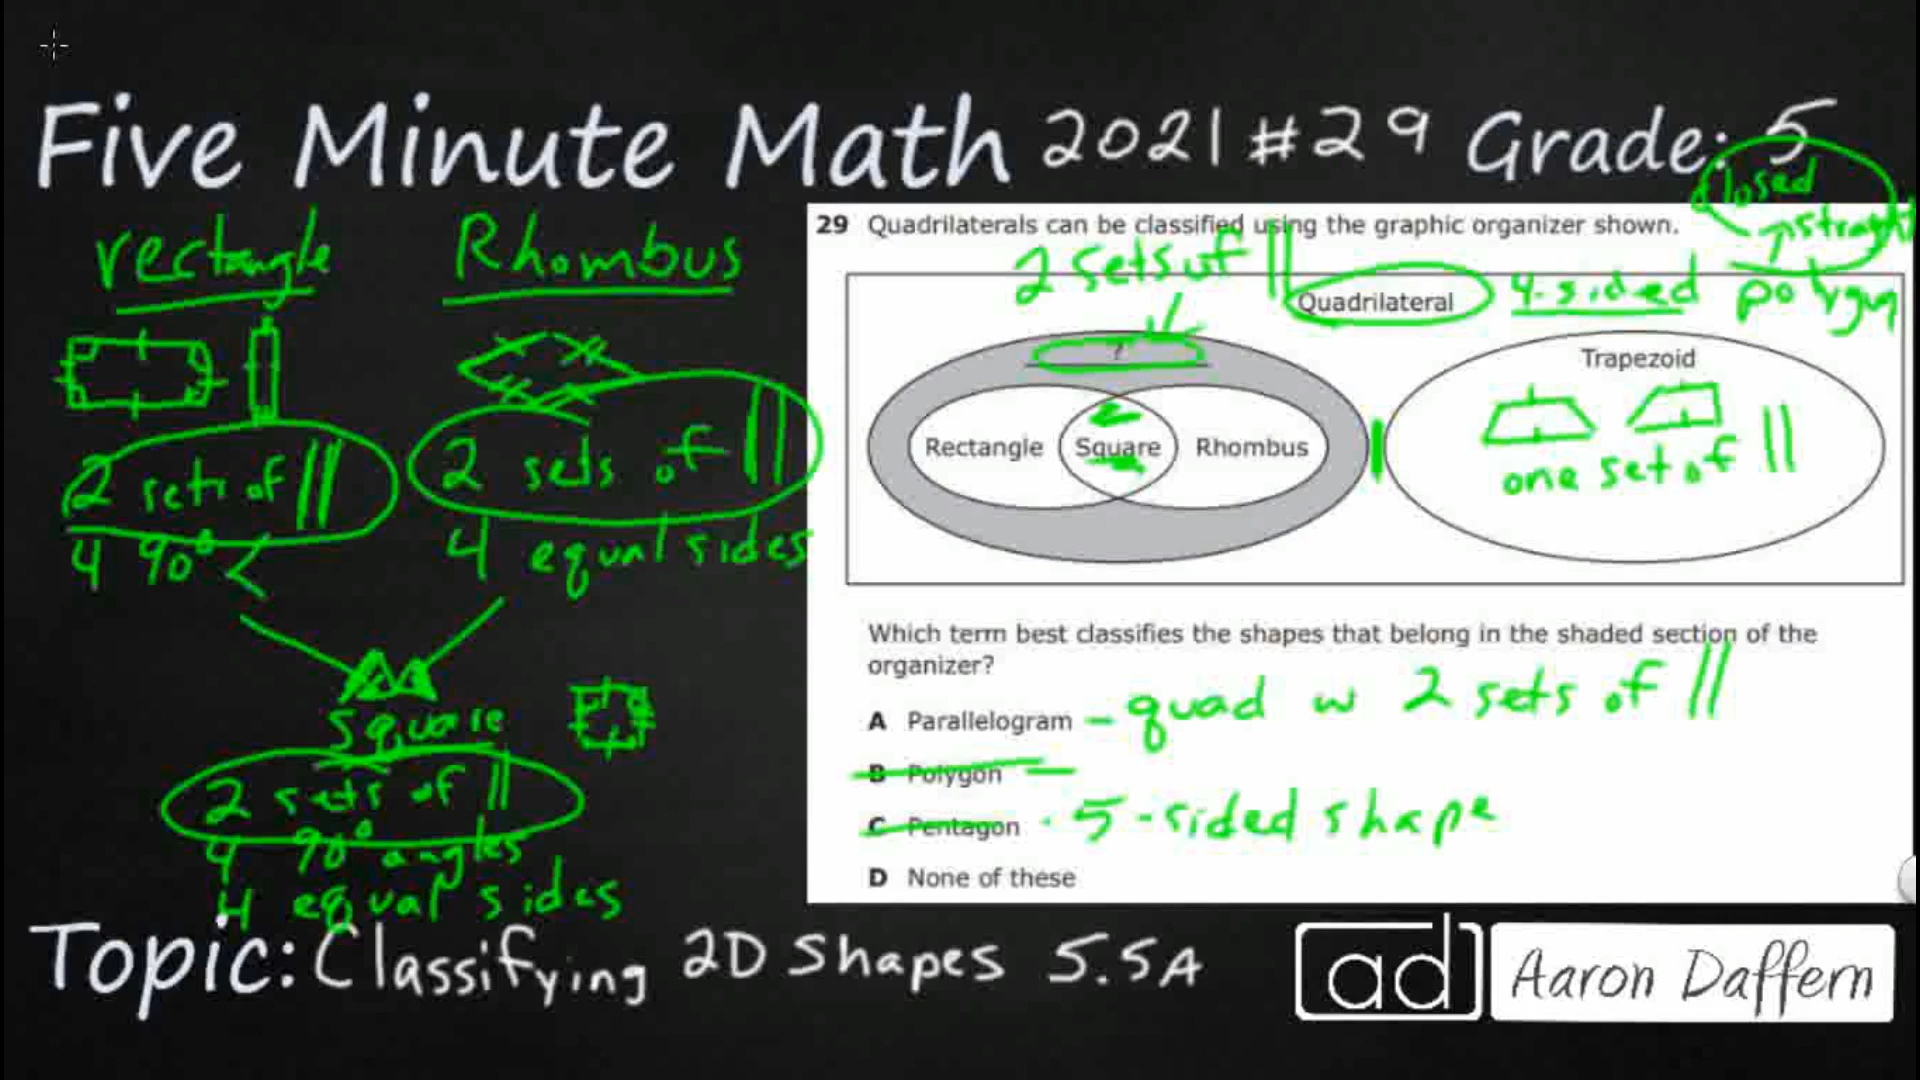 Five Minute Math 2021 #29 Grade: 5
rectangle
2 sets of ||
4 90°
Rhombus
2 sets of ||
4 equal sides
square
2 sets of ||
4 90° angles
4 equal sides
closed
straight
polygon
29 Quadrilaterals can be classified using the graphic organizer shown.
2 sets of ||
Quadrilateral
4-sided
?
Rectangle
Square
Rhombus
Trapezoid
one set of ||
Which term best classifies the shapes that belong in the shaded section of the
organizer?
A Parallelogram - quad w 2 sets of ||
B Polygon
C Pentagon - 5-sided shape
D None of these
Topic: Classifying 2D Shapes 5.5A
ad Aaron Daffern